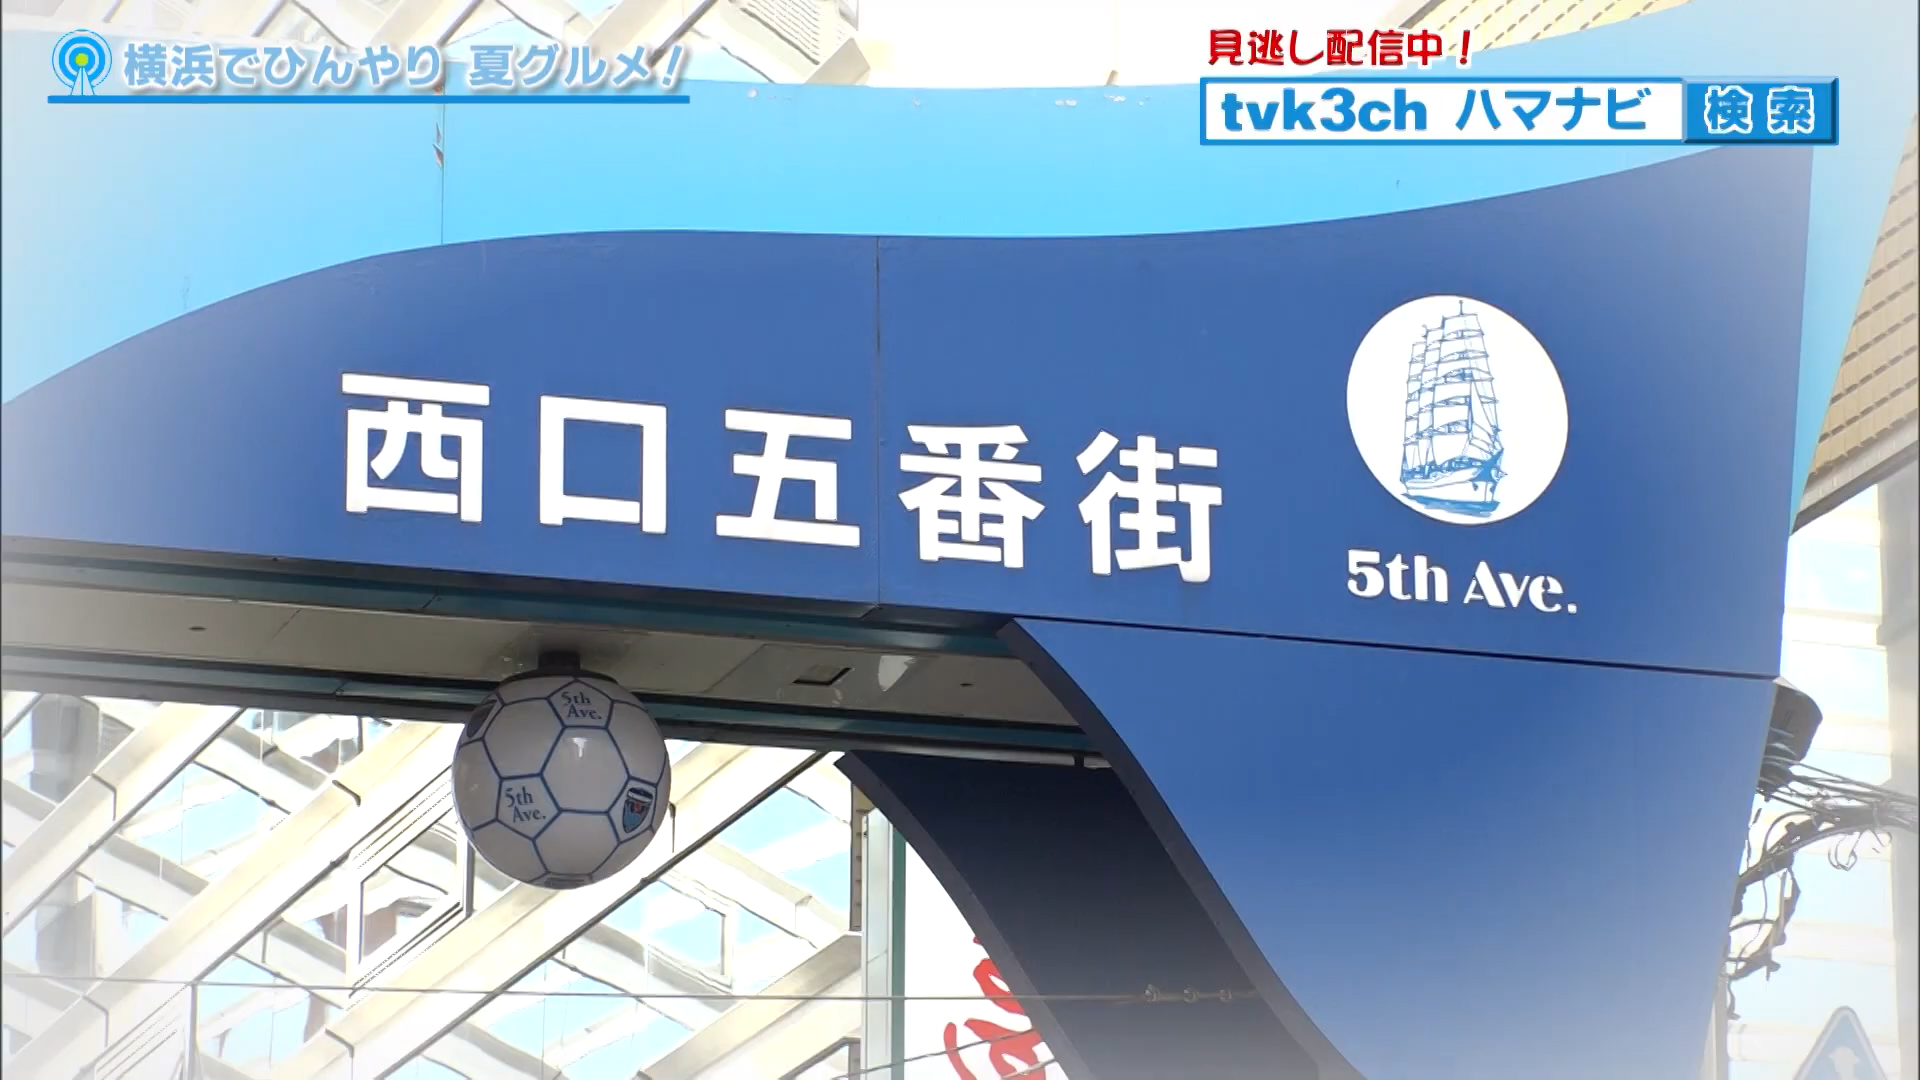 横浜でひんやり 夏グルメ!
見逃し配信中!
tvk3ch ハマナビ 検索
西口五番街
5th Ave.
5th
Ave.
5th
Ave.